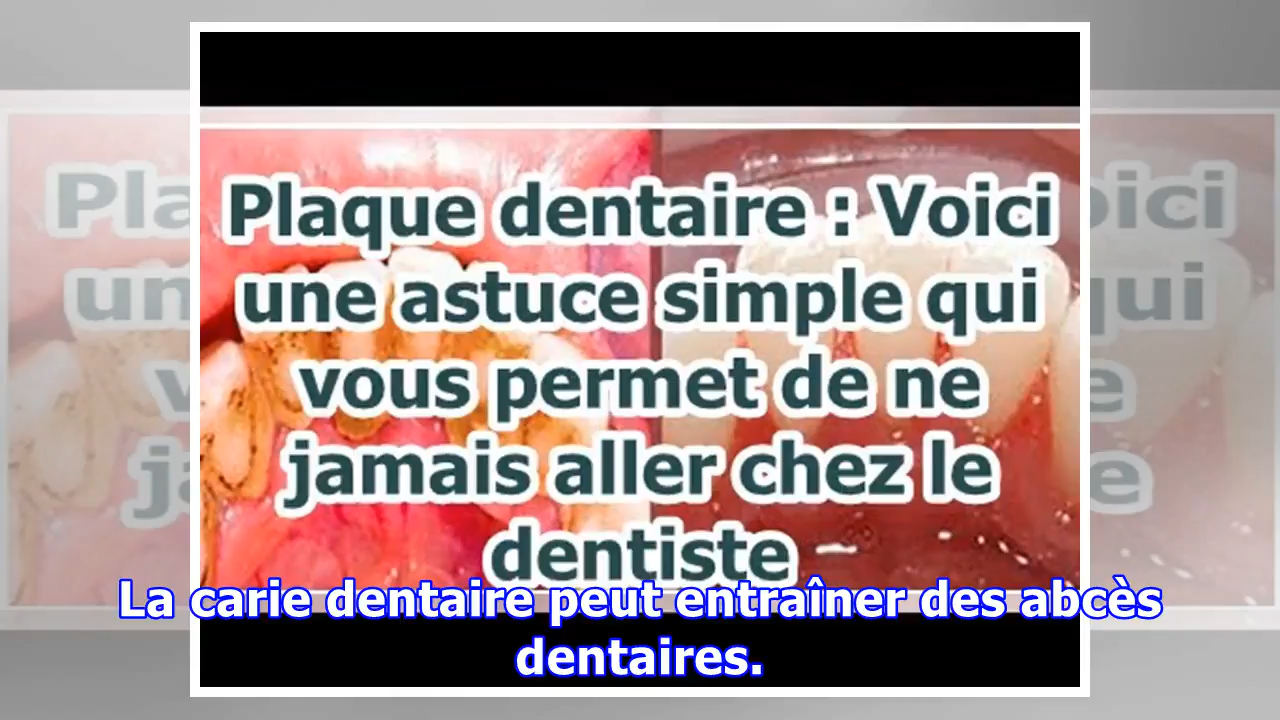 Plaque dentaire : Voici
une astuce simple qui
vous permet de ne
jamais aller chez le
dentiste
La carie dentaire peut entraîner des abcès
dentaires.